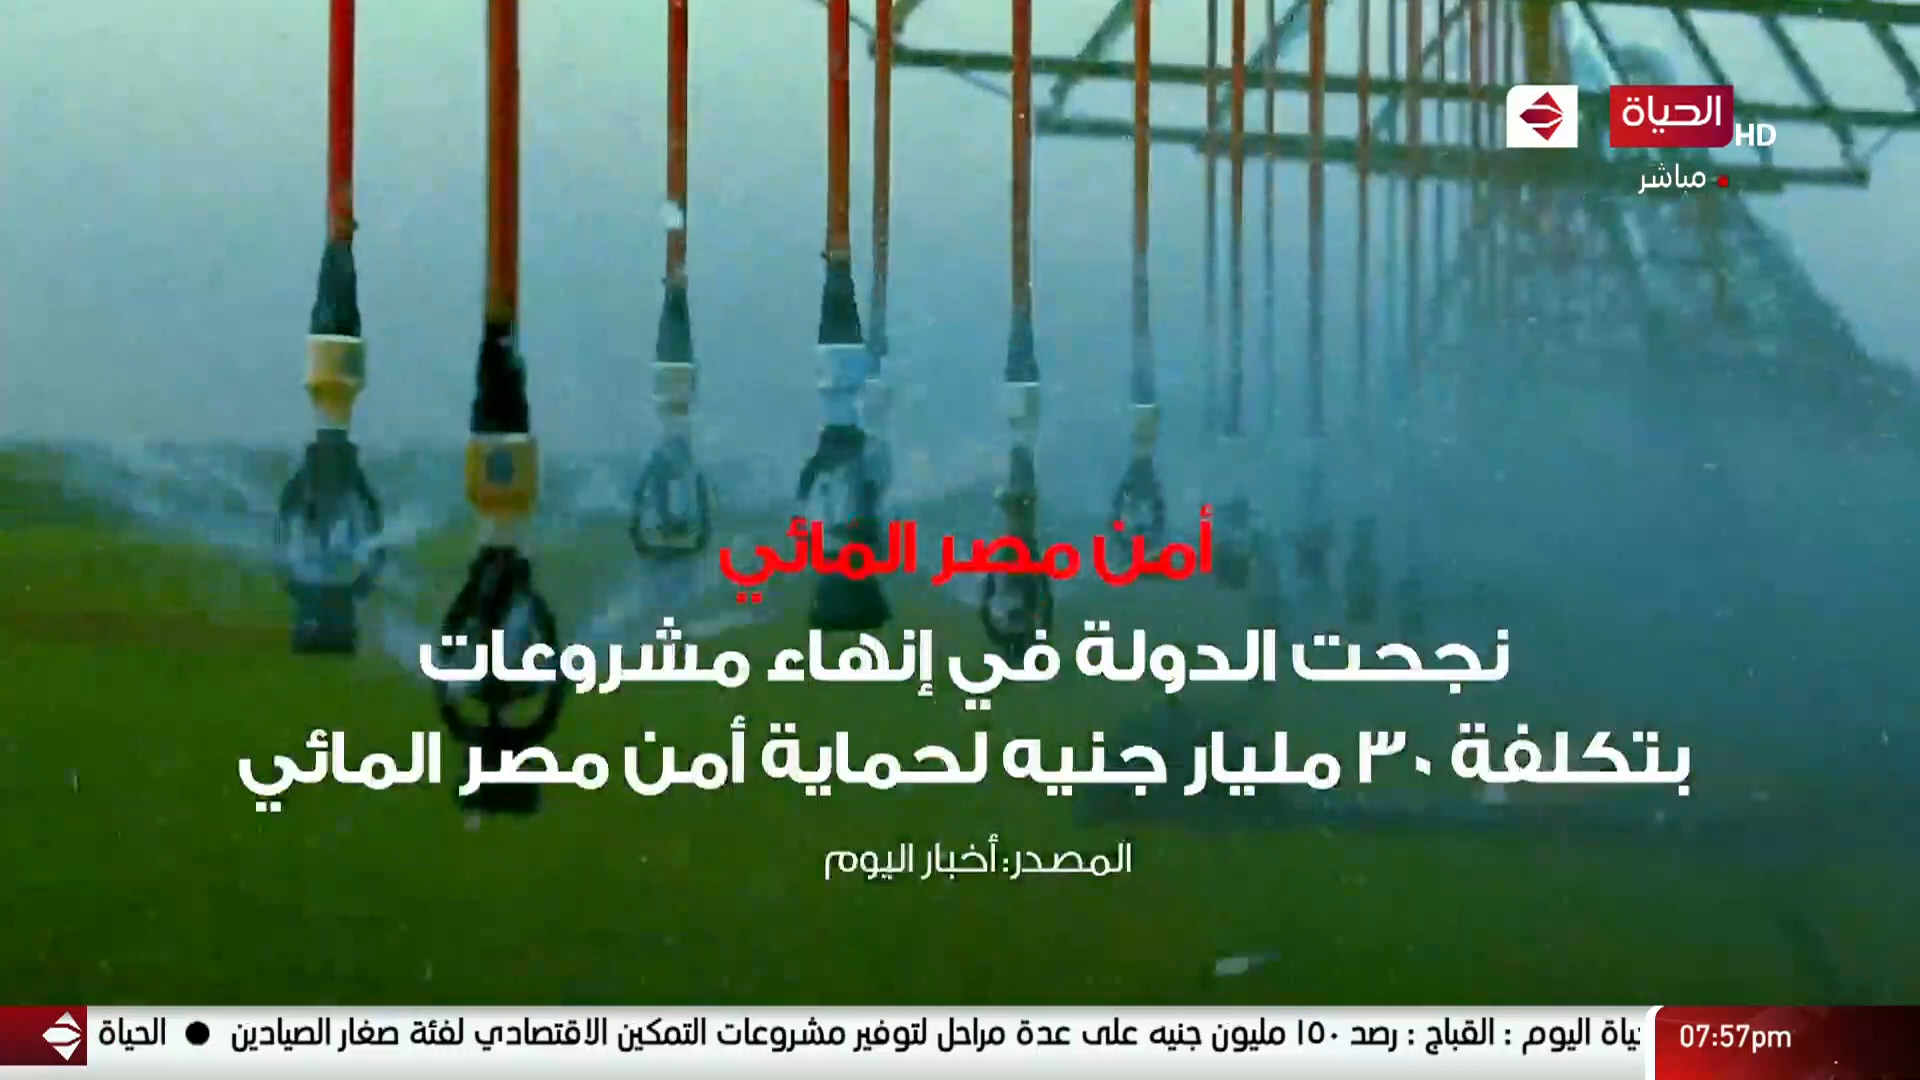 الحياة
HD
مباشر
أمن مصر المائي
نجحت الدولة في إنهاء مشروعات
بتكلفة ٣٠ مليار جنيه لحماية أمن مصر المائي
المصدر: أخبار اليوم
اليوم : القباج : رصد ١٥٠ مليون جنيه على عدة مراحل لتوفير مشروعات التمكين الاقتصادي لفئة صغار الصيادين ● الحياة
07:57pm